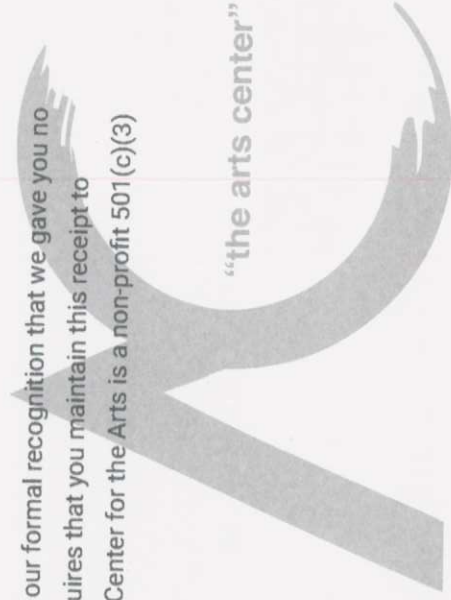 our formal recognition that we gave you no
uires that you maintain this receipt to
Center for the Arts is a non-profit 501(c)(3)
“the arts center”